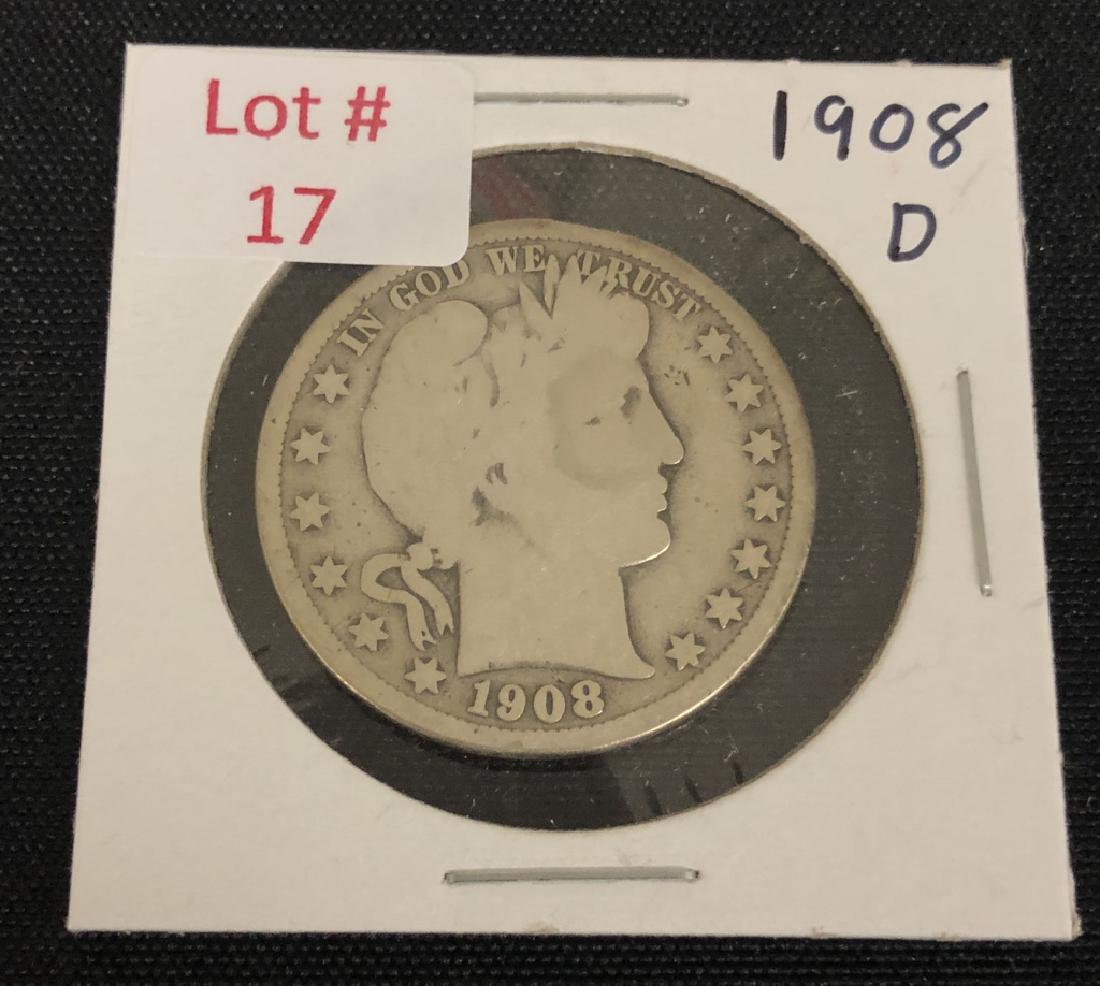 Lot #
17
1908
D
IN GOD WE TRUST
1908